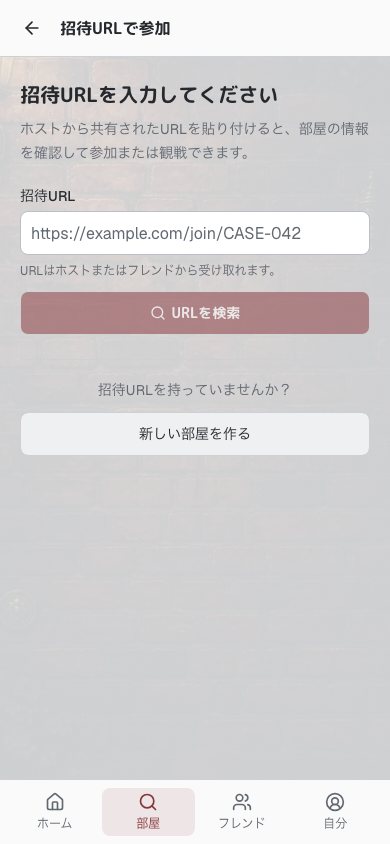 招待URLで参加
招待URLを入力してください
ホストから共有されたURLを貼り付けると、部屋の情報
を確認して参加または観戦できます。
招待URL
https://example.com/join/CASE-042
URLはホストまたはフレンドから受け取れます。
URLを検索
招待URLを持っていませんか？
新しい部屋を作る
ホーム
部屋
フレンド
自分